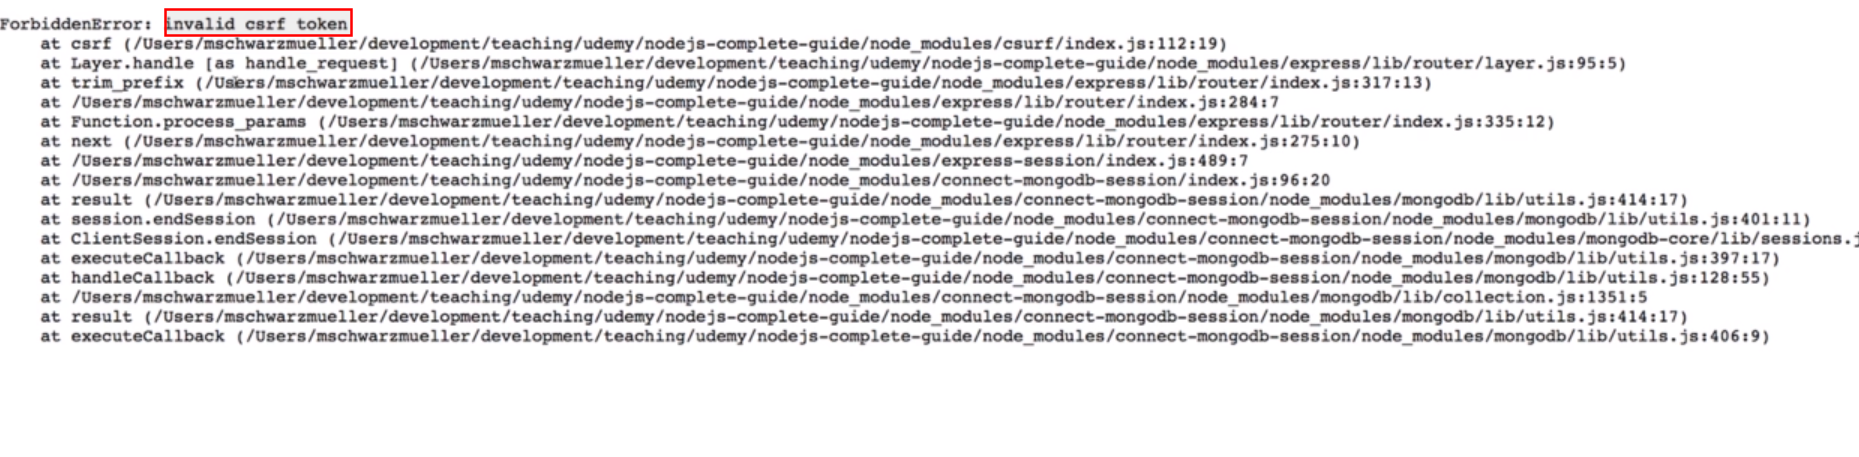 ForbiddenError: invalid csrf token
at csrf (/Users/mschwarzmueller/development/teaching/udemy/nodejs-complete-guide/node_modules/csurf/index.js:112:19)
at Layer.handle [as handle_request] (/Users/mschwarzmueller/development/teaching/udemy/nodejs-complete-guide/node_modules/express/lib/router/layer.js:95:5)
at trim_prefix (/Users/mschwarzmueller/development/teaching/udemy/nodejs-complete-guide/node_modules/express/lib/router/index.js:317:13)
at /Users/mschwarzmueller/development/teaching/udemy/nodejs-complete-guide/node_modules/express/lib/router/index.js:284:7
at Function.process_params (/Users/mschwarzmueller/development/teaching/udemy/nodejs-complete-guide/node_modules/express/lib/router/index.js:335:12)
at next (/Users/mschwarzmueller/development/teaching/udemy/nodejs-complete-guide/node_modules/express/lib/router/index.js:275:10)
at /Users/mschwarzmueller/development/teaching/udemy/nodejs-complete-guide/node_modules/express-session/index.js:489:7
at /Users/mschwarzmueller/development/teaching/udemy/nodejs-complete-guide/node_modules/connect-mongodb-session/index.js:96:20
at result (/Users/mschwarzmueller/development/teaching/udemy/nodejs-complete-guide/node_modules/connect-mongodb-session/node_modules/mongodb/lib/utils.js:414:17)
at session.endSession (/Users/mschwarzmueller/development/teaching/udemy/nodejs-complete-guide/node_modules/connect-mongodb-session/node_modules/mongodb/lib/utils.js:401:11)
at ClientSession.endSession (/Users/mschwarzmueller/development/teaching/udemy/nodejs-complete-guide/node_modules/connect-mongodb-session/node_modules/mongodb-core/lib/sessions.j
at executeCallback (/Users/mschwarzmueller/development/teaching/udemy/nodejs-complete-guide/node_modules/connect-mongodb-session/node_modules/mongodb/lib/utils.js:397:17)
at handleCallback (/Users/mschwarzmueller/development/teaching/udemy/nodejs-complete-guide/node_modules/connect-mongodb-session/node_modules/mongodb/lib/utils.js:128:55)
at /Users/mschwarzmueller/development/teaching/udemy/nodejs-complete-guide/node_modules/connect-mongodb-session/node_modules/mongodb/lib/collection.js:1351:5
at result (/Users/mschwarzmueller/development/teaching/udemy/nodejs-complete-guide/node_modules/connect-mongodb-session/node_modules/mongodb/lib/utils.js:414:17)
at executeCallback (/Users/mschwarzmueller/development/teaching/udemy/nodejs-complete-guide/node_modules/connect-mongodb-session/node_modules/mongodb/lib/utils.js:406:9)